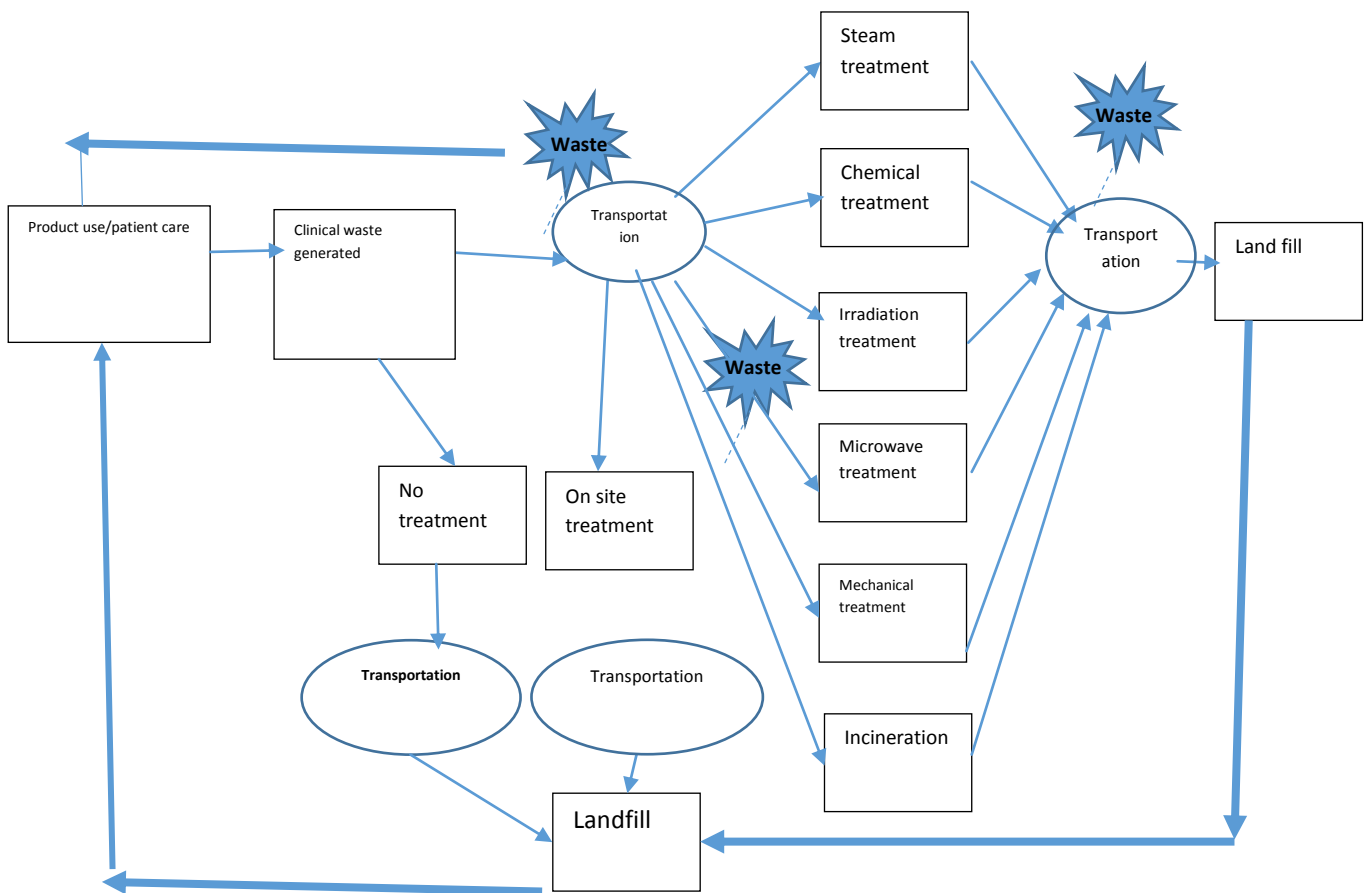 Steam
treatment
Waste
Waste
Chemical
treatment
Product use/patient care
Clinical waste
generated
Transportat
ion
Transport
ation
Land fill
Irradiation
treatment
Waste
Microwave
treatment
No
treatment
On site
treatment
Mechanical
treatment
Transportation
Transportation
Incineration
Landfill